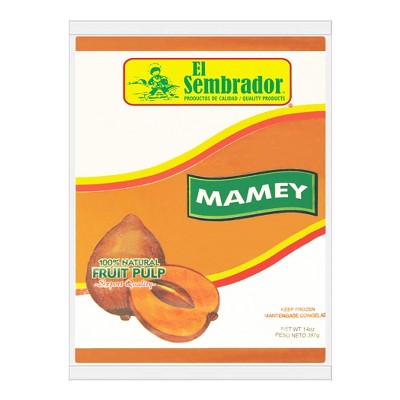 El
Sembrador®
PRODUCTOS DE CALIDAD / QUALITY PRODUCTS
MAMEY
100% NATURAL
FRUIT PULP
-Export Quality-
KEEP FROZEN
MANTENGASE CONGELAD
NET WT 14oz
PESO NETO 397g